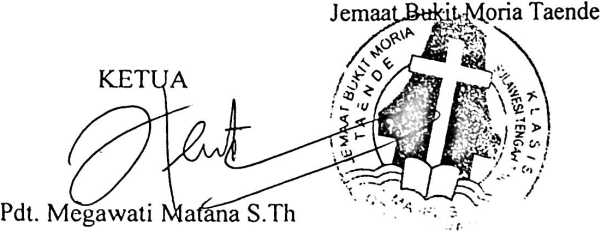 Jemaat Bukit Moria Taende
KETUA
JEMAAT BUKIT MORIA
TAENDE
KLASIS
SULAWESI TENGAH
Pdt. Megawati Matana S.Th